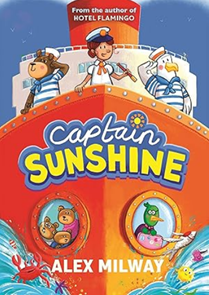 From the author of
HOTEL FLAMINGO
Captain
SUNSHINE
ALEX MILWAY